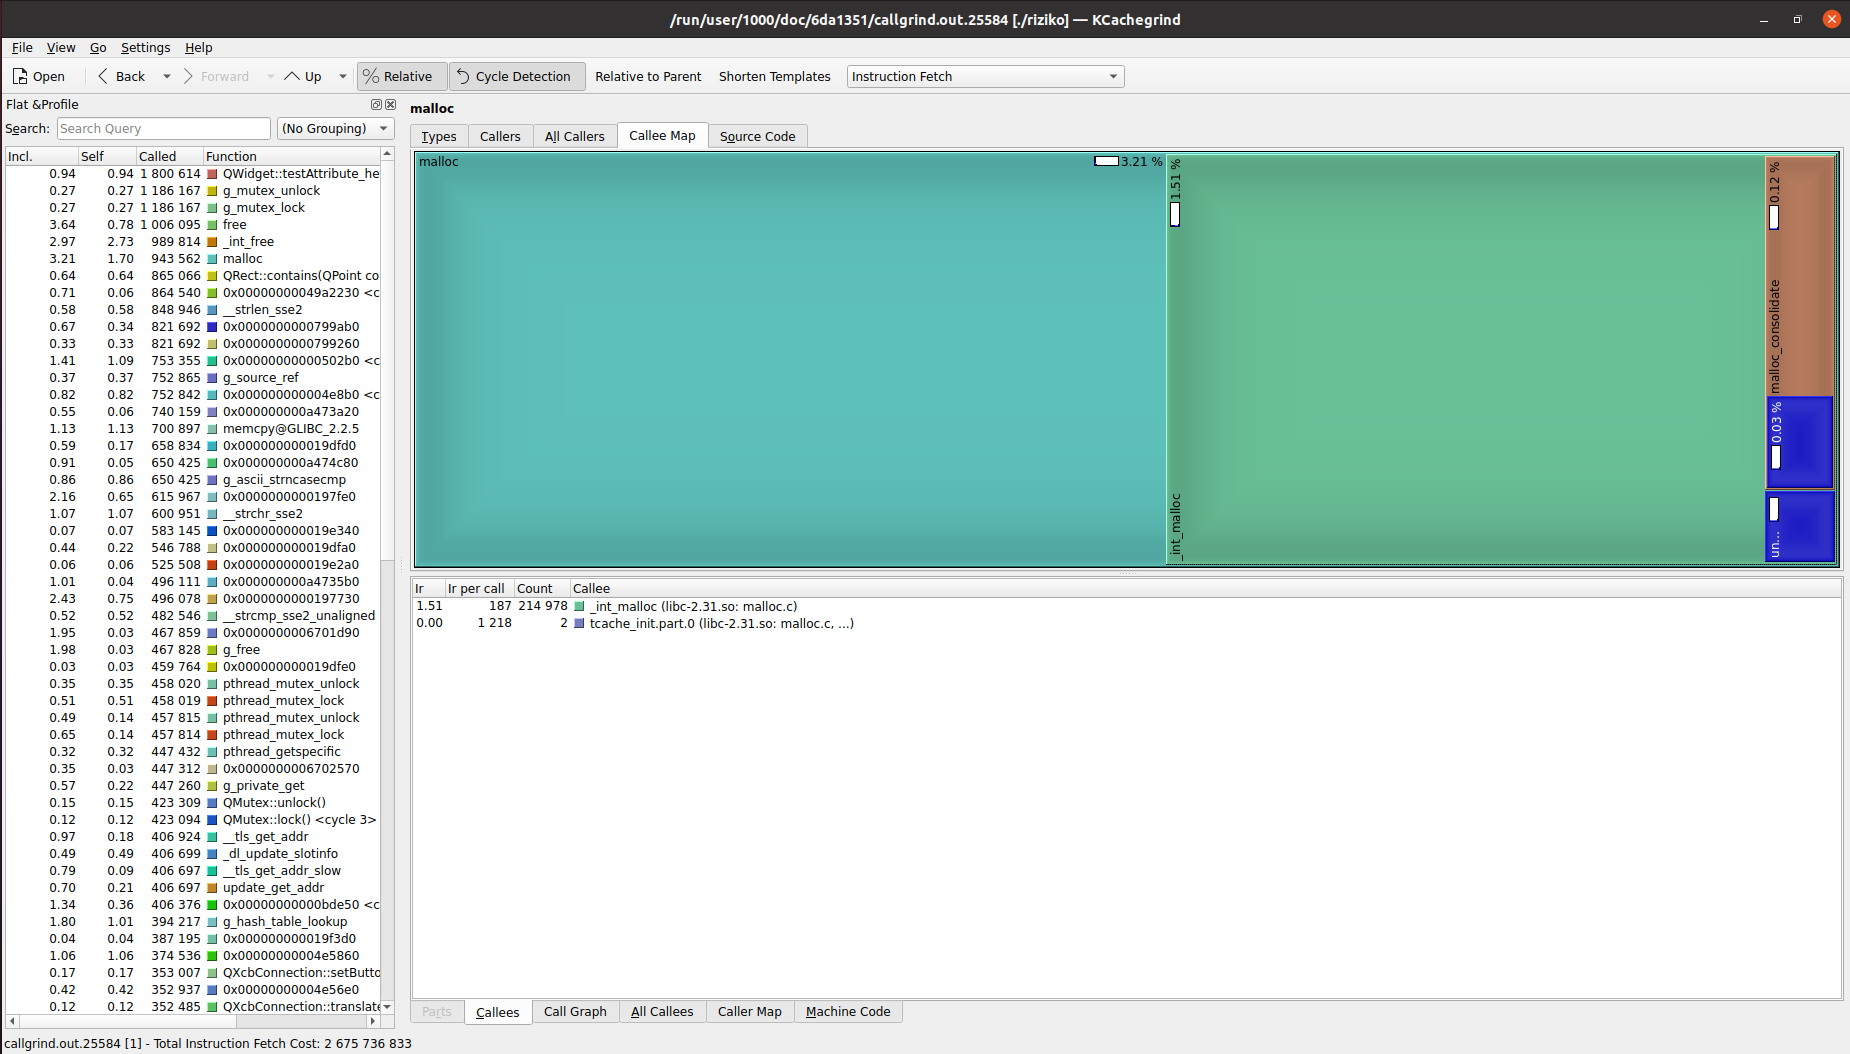 /run/user/1000/doc/6da1351/callgrind.out.25584 [./riziko] — KCachegrind
File View Go Settings Help
Open Back Forward Up Relative Cycle Detection Relative to Parent Shorten Templates Instruction Fetch
Flat &Profile
Search: Search Query (No Grouping)
Incl. Self Called Function
0.94 0.94 1 800 614 QWidget::testAttribute_he
0.27 0.27 1 186 167 g_mutex_unlock
0.27 0.27 1 186 167 g_mutex_lock
3.64 0.78 1 006 095 free
2.97 2.73 989 814 _int_free
3.21 1.70 943 562 malloc
0.64 0.64 865 066 QRect::contains(QPoint co
0.71 0.06 864 540 0x00000000049a2230 <c
0.58 0.58 848 946 __strlen_sse2
0.67 0.34 821 692 0x0000000000799ab0
0.33 0.33 821 692 0x0000000000799260
1.41 1.09 753 355 0x00000000000502b0 <c
0.37 0.37 752 865 g_source_ref
0.82 0.82 752 842 0x000000000004e8b0 <c
0.55 0.06 740 159 0x000000000a473a20
1.13 1.13 700 897 memcpy@GLIBC_2.2.5
0.59 0.17 658 834 0x000000000019dfd0
0.91 0.05 650 425 0x000000000a474c80
0.86 0.86 650 425 g_ascii_strncasecmp
2.16 0.65 615 967 0x0000000000197fe0
1.07 1.07 600 951 __strchr_sse2
0.07 0.07 583 145 0x000000000019e340
0.44 0.22 546 788 0x000000000019dfa0
0.06 0.06 525 508 0x000000000019e2a0
1.01 0.04 496 111 0x000000000a4735b0
2.43 0.75 496 078 0x0000000000197730
0.52 0.52 482 546 __strcmp_sse2_unaligned
1.95 0.03 467 859 0x0000000006701d90
1.98 0.03 467 828 g_free
0.03 0.03 459 764 0x000000000019dfe0
0.35 0.35 458 020 pthread_mutex_unlock
0.51 0.51 458 019 pthread_mutex_lock
0.49 0.14 457 815 pthread_mutex_unlock
0.65 0.14 457 814 pthread_mutex_lock
0.32 0.32 447 432 pthread_getspecific
0.35 0.03 447 312 0x0000000006702570
0.57 0.22 447 260 g_private_get
0.15 0.15 423 309 QMutex::unlock()
0.12 0.12 423 094 QMutex::lock() <cycle 3>
0.97 0.18 406 924 __tls_get_addr
0.49 0.49 406 699 _dl_update_slotinfo
0.79 0.09 406 697 __tls_get_addr_slow
0.70 0.21 406 697 update_get_addr
1.34 0.36 406 376 0x00000000000bde50 <c
1.80 1.01 394 217 g_hash_table_lookup
0.04 0.04 387 195 0x000000000019f3d0
1.06 1.06 374 536 0x00000000004e5860
0.17 0.17 353 007 QXcbConnection::setButto
0.42 0.42 352 937 0x00000000004e56e0
0.12 0.12 352 485 QXcbConnection::translate
malloc
Types Callers All Callers Callee Map Source Code
malloc 3.21 %
_int_malloc 1.51 %
malloc_consolidate 0.12 %
0.03 %
un...
Ir Ir per call Count Callee
1.51 187 214 978 _int_malloc (libc-2.31.so: malloc.c)
0.00 1 218 2 tcache_init.part.0 (libc-2.31.so: malloc.c, ...)
Parts Callees Call Graph All Callees Caller Map Machine Code
callgrind.out.25584 [1] - Total Instruction Fetch Cost: 2 675 736 833